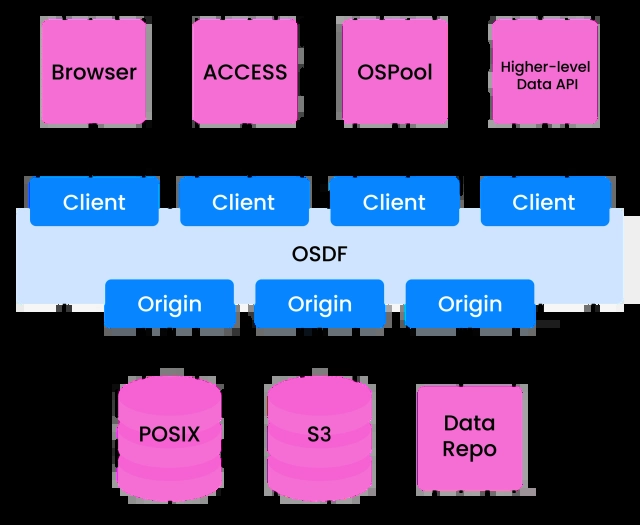 Browser
ACCESS
OSPool
Higher-level
Data API
Client
Client
Client
Client
OSDF
Origin
Origin
Origin
POSIX
S3
Data
Repo